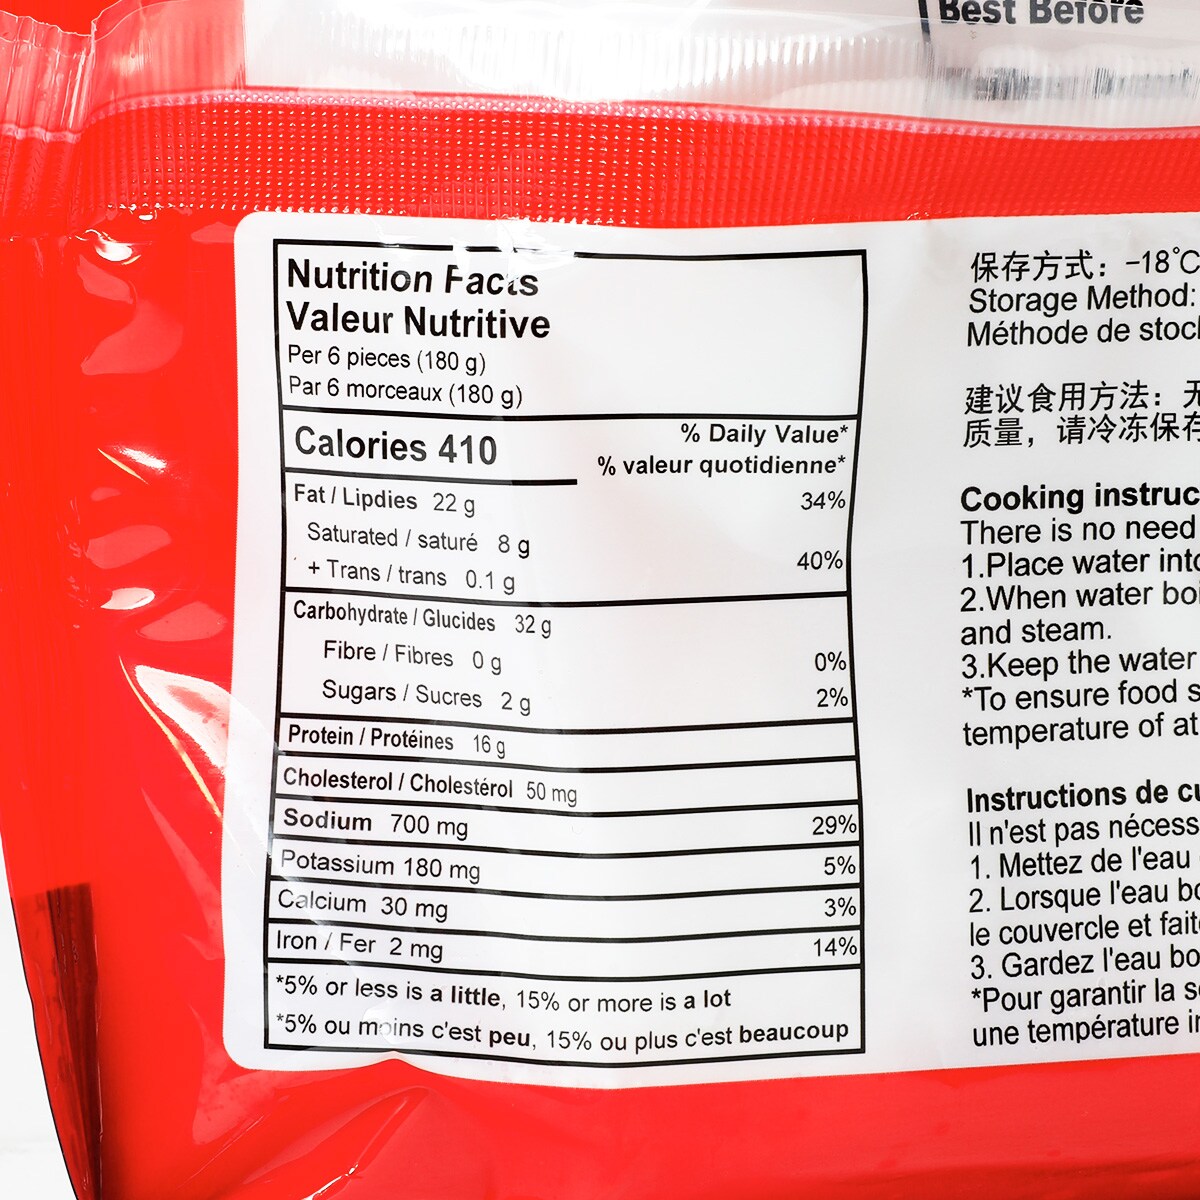 Best Before
Nutrition Facts
Valeur Nutritive
Per 6 pieces (180 g)
Par 6 morceaux (180 g)
Calories 410
% Daily Value*
% valeur quotidienne*
Fat / Lipdies 22 g 34%
Saturated / saturé 8 g
+ Trans / trans 0.1 g 40%
Carbohydrate / Glucides 32 g
Fibre / Fibres 0 g 0%
Sugars / Sucres 2 g 2%
Protein / Protéines 16 g
Cholesterol / Cholestérol 50 mg
Sodium 700 mg 29%
Potassium 180 mg 5%
Calcium 30 mg 3%
Iron / Fer 2 mg 14%
*5% or less is a little, 15% or more is a lot
*5% ou moins c'est peu, 15% ou plus c'est beaucoup
保存方式：-18°C
Storage Method:
Méthode de stoc
建议食用方法：无
质量，请冷冻保存
Cooking instruc
There is no need
1.Place water into
2.When water boi
and steam.
3.Keep the water
*To ensure food s
temperature of at
Instructions de cu
Il n'est pas nécess
1. Mettez de l'eau
2. Lorsque l'eau bo
le couvercle et faite
3. Gardez l'eau bo
*Pour garantir la sé
une température in